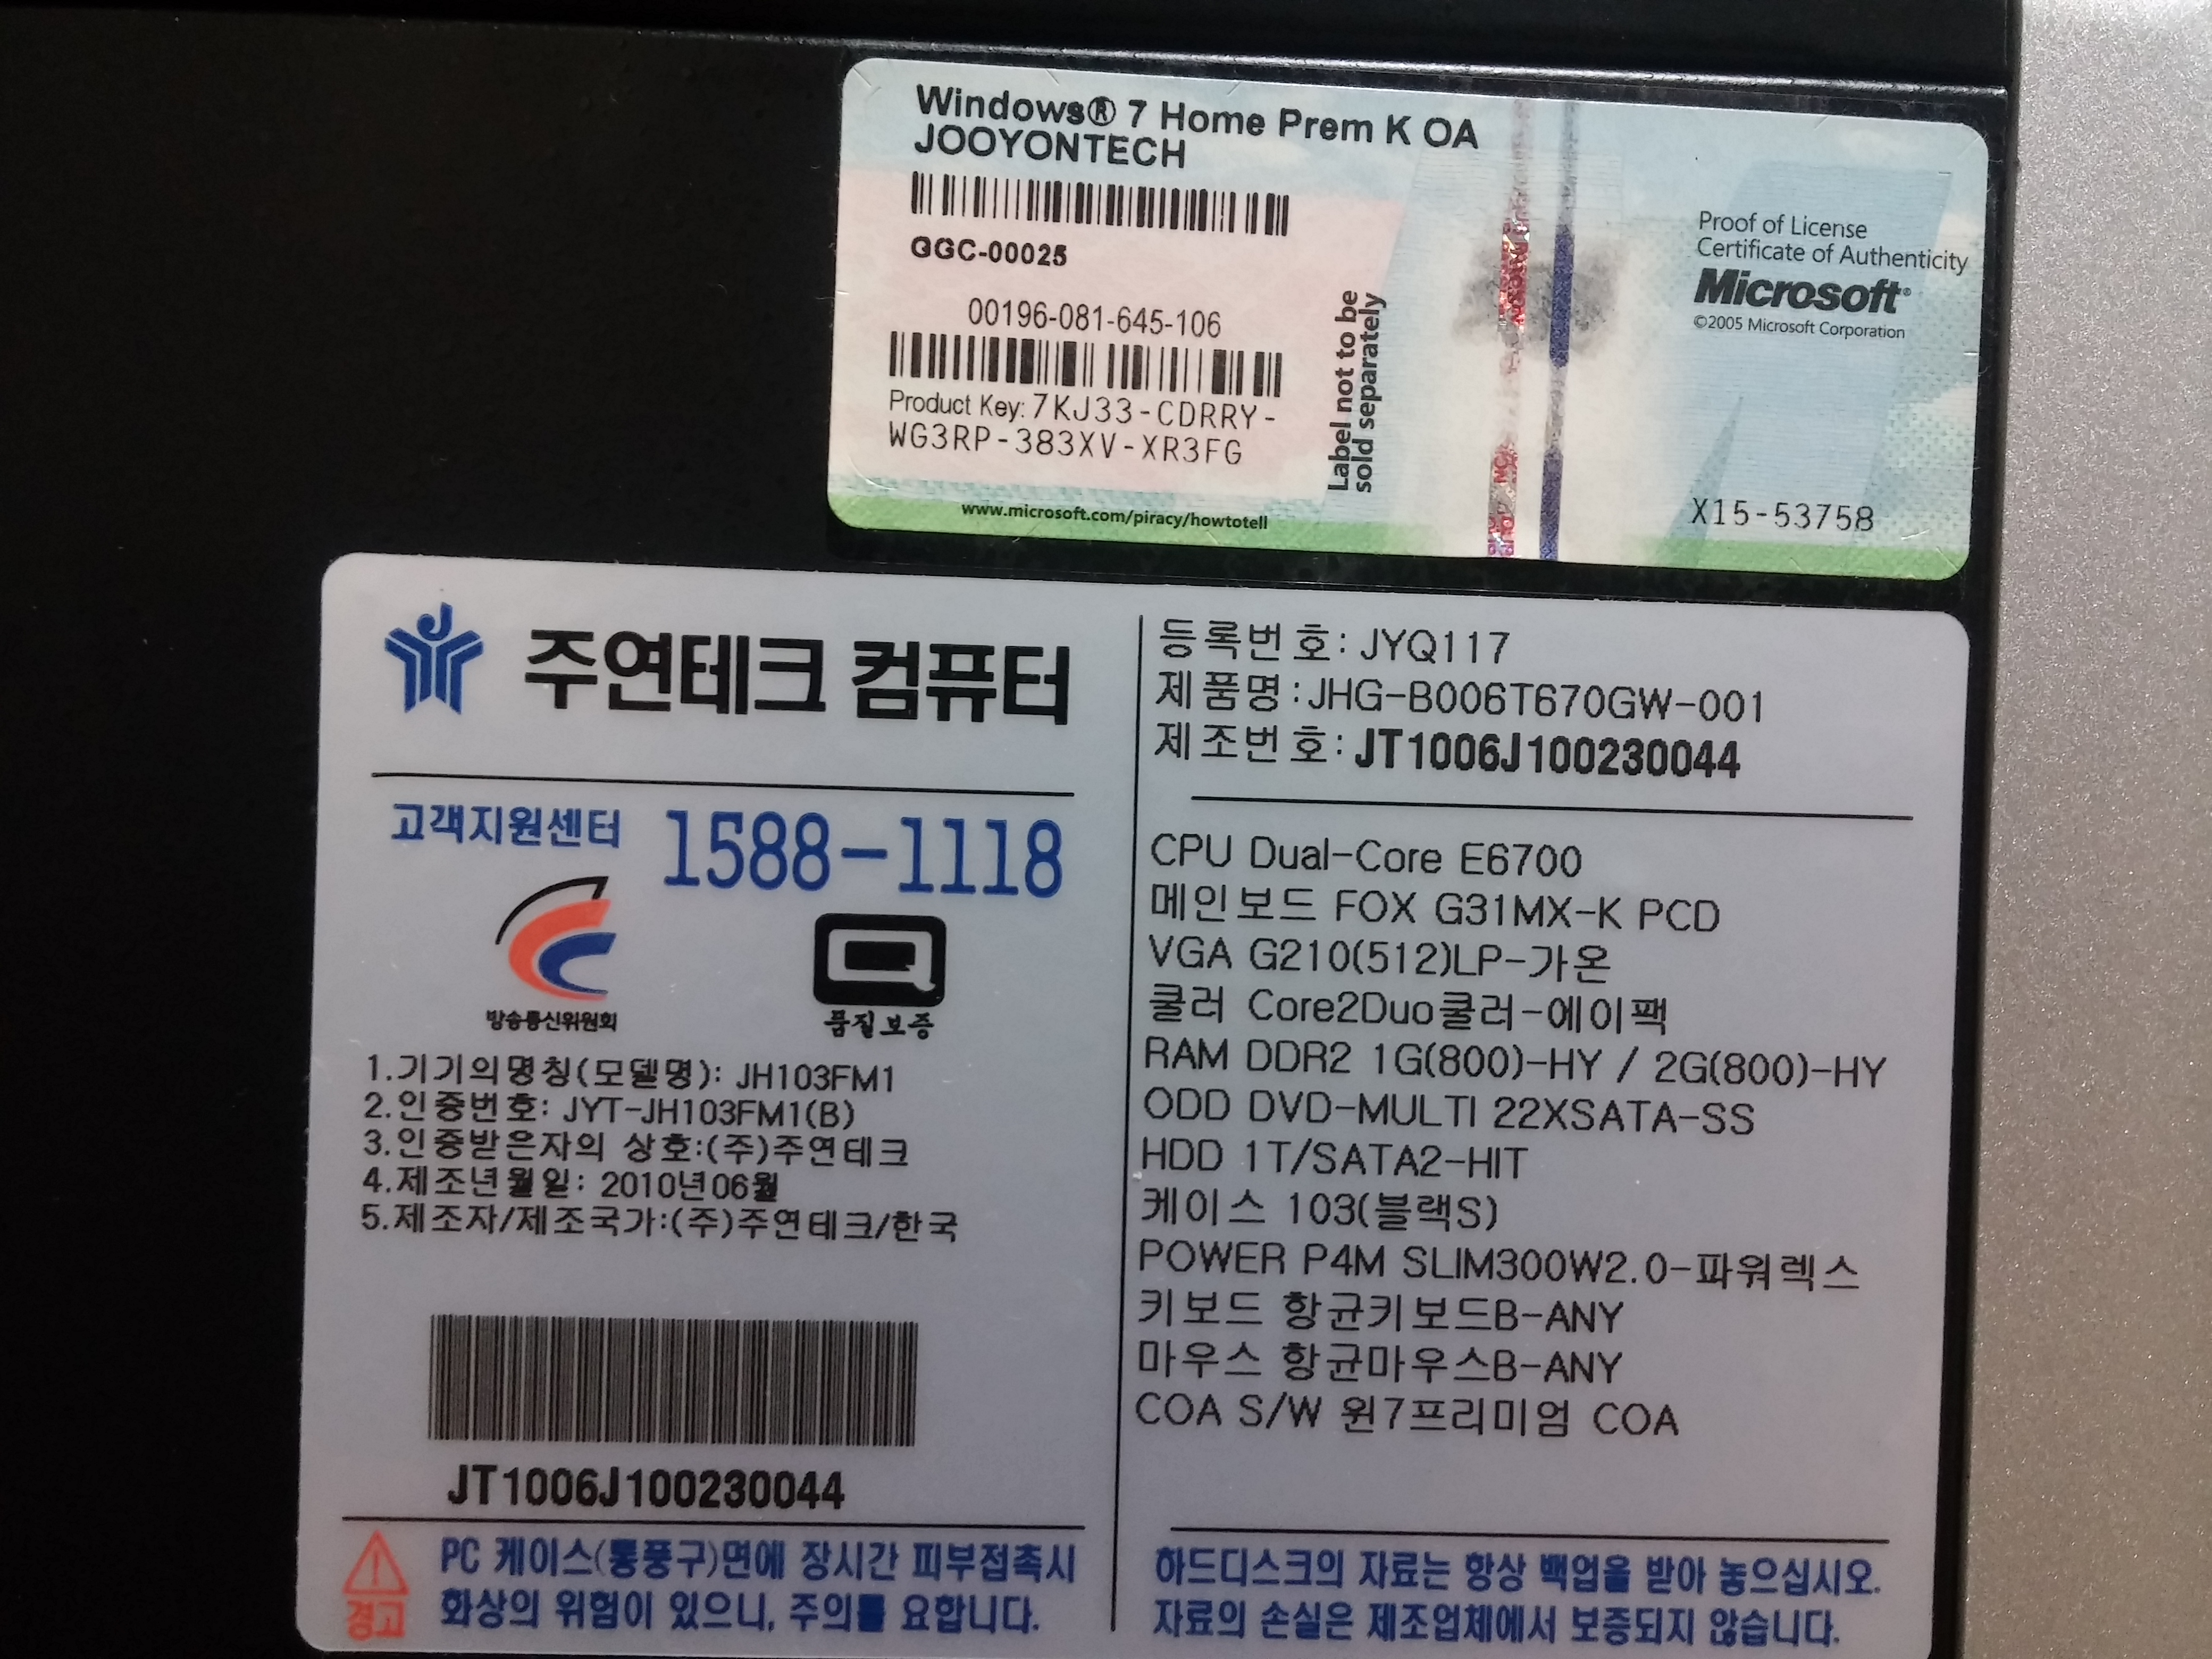 Windows® 7 Home Prem K OA
JOOYONTECH
GGC-00025
00196-081-645-106
Product Key: 7KJ33-CDRRY-
WG3RP-383XV-XR3FG
www.microsoft.com/piracy/howtotell
Label not to be
sold separately
Proof of License
Certificate of Authenticity
Microsoft®
©2005 Microsoft Corporation
X15-53758
주연테크 컴퓨터
고객지원센터 1588-1118
방송통신위원회
품질보증
1.기기의명칭(모델명): JH103FM1
2.인증번호: JYT-JH103FM1(B)
3.인증받은자의 상호:(주)주연테크
4.제조년월일: 2010년06월
5.제조자/제조국가:(주)주연테크/한국
JT1006J100230044
경고
PC 케이스(통풍구)면에 장시간 피부접촉시
화상의 위험이 있으니, 주의를 요합니다.
등록번호: JYQ117
제품명:JHG-B006T670GW-001
제조번호: JT1006J100230044
CPU Dual-Core E6700
메인보드 FOX G31MX-K PCD
VGA G210(512)LP-가온
쿨러 Core2Duo쿨러-에이팩
RAM DDR2 1G(800)-HY / 2G(800)-HY
ODD DVD-MULTI 22XSATA-SS
HDD 1T/SATA2-HIT
케이스 103(블랙S)
POWER P4M SLIM300W2.0-파워렉스
키보드 항균키보드B-ANY
마우스 항균마우스B-ANY
COA S/W 윈7프리미엄 COA
하드디스크의 자료는 항상 백업을 받아 놓으십시오.
자료의 손실은 제조업체에서 보증되지 않습니다.